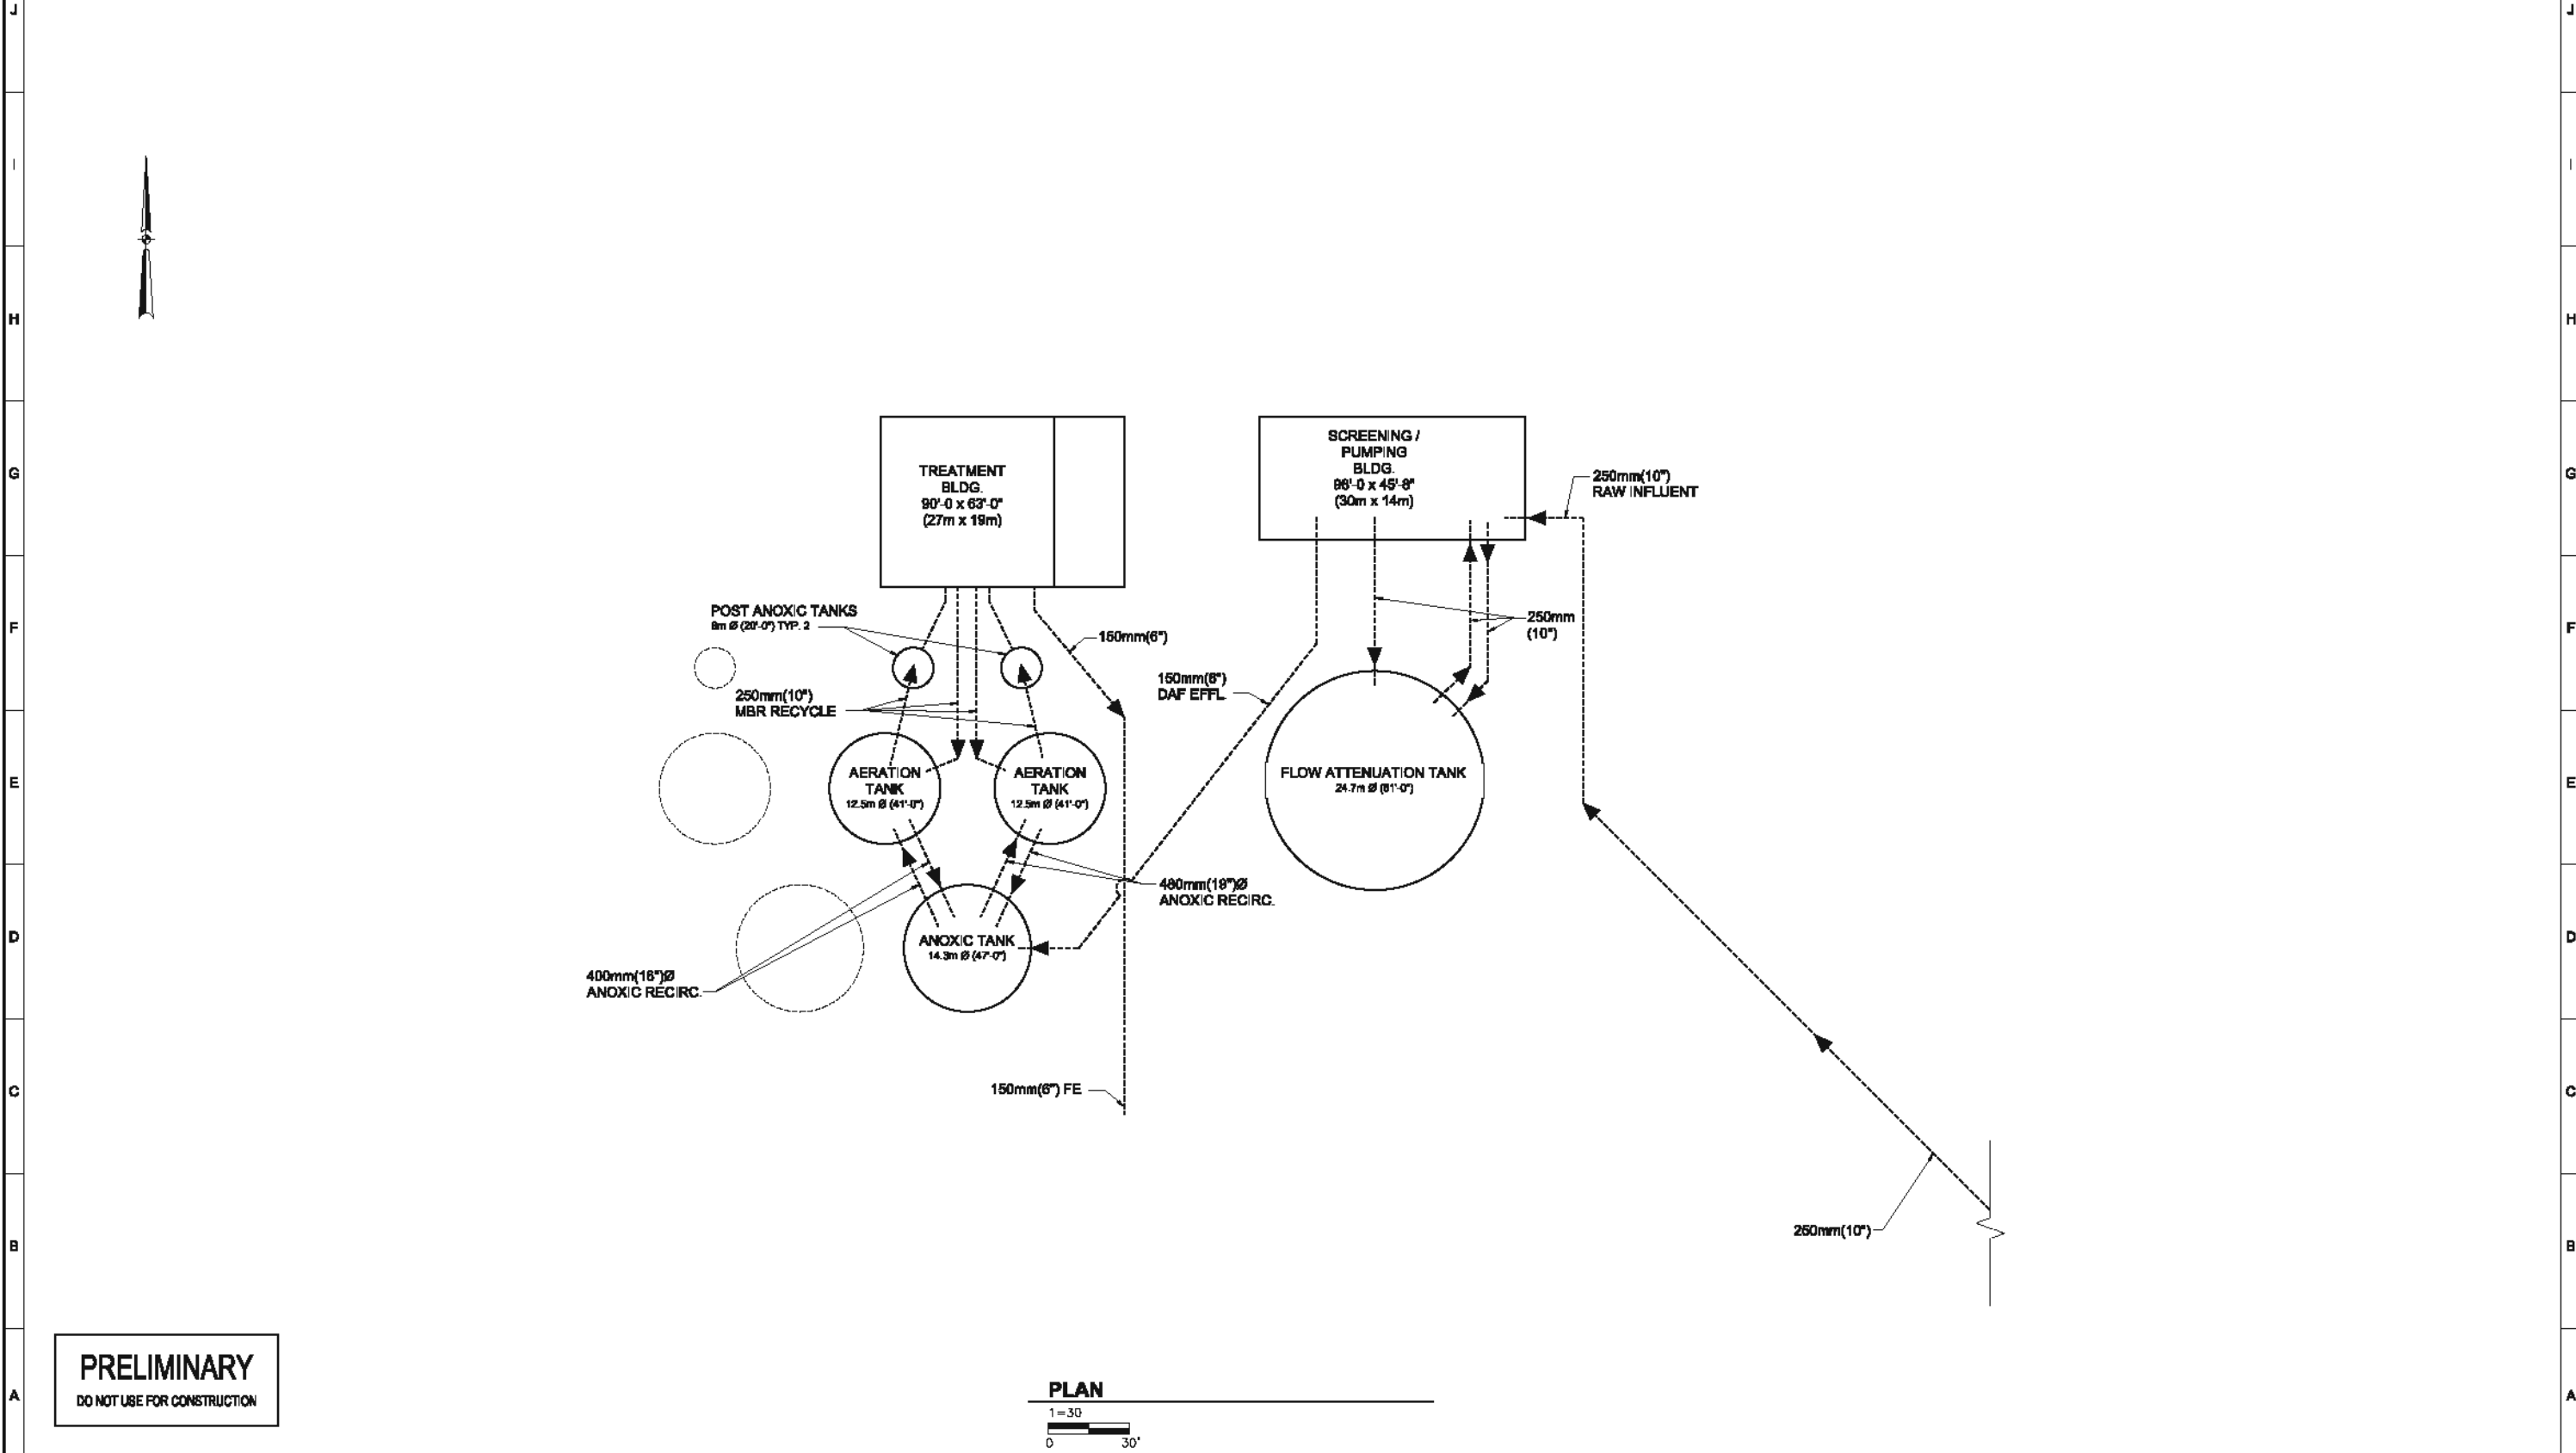 J
J
I
I
H
H
G
G
F
F
E
E
D
D
C
C
B
B
A
A
TREATMENT
BLDG.
90'-0 x 63'-0"
(27m x 19m)
SCREENING /
PUMPING
BLDG.
98'-0 x 45'-8"
(30m x 14m)
250mm(10")
RAW INFLUENT
POST ANOXIC TANKS
6m Ø (20'-0") TYP. 2
150mm(6")
250mm
(10")
250mm(10")
MBR RECYCLE
150mm(6")
DAF EFFL.
AERATION
TANK
12.5m Ø (41'-0")
AERATION
TANK
12.5m Ø (41'-0")
FLOW ATTENUATION TANK
24.7m Ø (81'-0")
ANOXIC RECIRC.
ANOXIC TANK
14.3m Ø (47'-0")
400mm(16")Ø
ANOXIC RECIRC.
150mm(6") FE
250mm(10")
PRELIMINARY
DO NOT USE FOR CONSTRUCTION
PLAN
1=30
0 30'